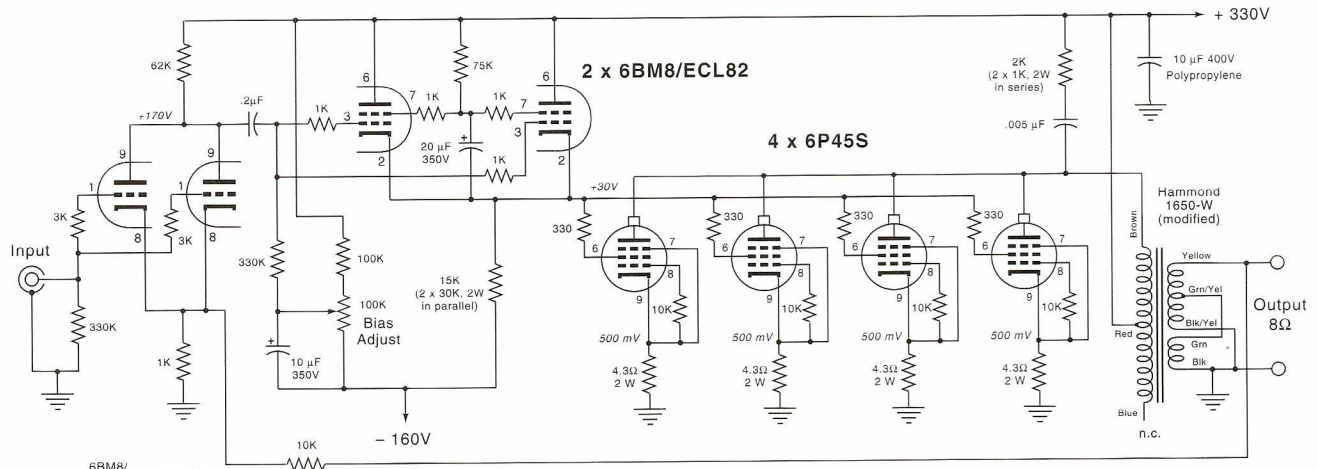 + 330V
62K
6
75K
6
2 x 6BM8/ECL82
2K
(2 x 1K, 2W
in series)
10 µF 400V
Polypropylene
+170V
.2µF
1K
3
7
1K
1K
7
3
.005 µF
9
9
2
+
20 µF
350V
2
4 x 6P45S
1
1
1K
+30V
Hammond
1650-W
(modified)
3K
8
3K
8
330
6
7
8
9
330
6
7
8
9
330
6
7
8
9
330
6
7
8
9
Brown
Yellow
Input
330K
100K
15K
(2 x 30K, 2W
in parallel)
Grn/Yel
Output
8Ω
330K
100K
Bias
Adjust
10K
10K
10K
10K
Red
Blk/Yel
Grn
Blk
1K
+
10 µF
350V
500 mV
500 mV
500 mV
500 mV
4.3Ω
2 W
4.3Ω
2 W
4.3Ω
2 W
4.3Ω
2 W
Blue
n.c.
– 160V
10K
6BM8/